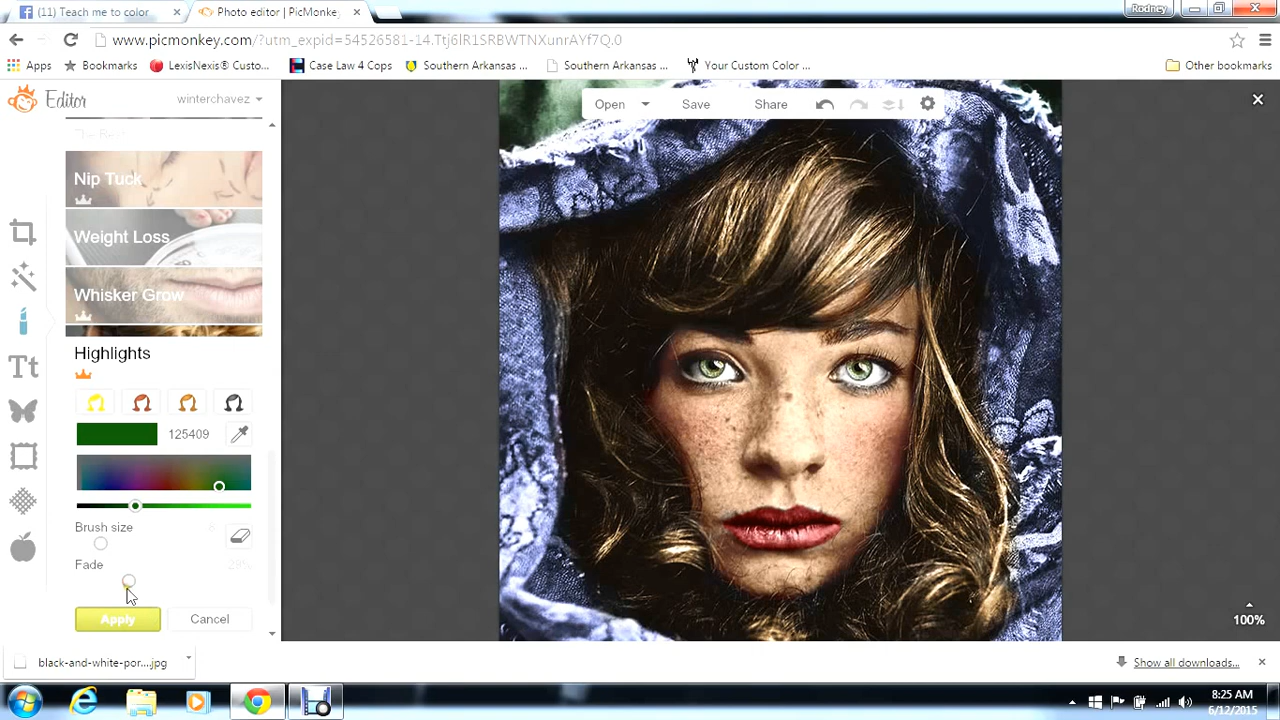 (11) Teach me to color
Photo editor | PicMonkey
Rodney
www.picmonkey.com/?utm_expid=54526581-14.Ttj6lR1SRBWTNXunrAYf7Q.0
Apps
Bookmarks
LexisNexis® Custo...
Case Law 4 Cops
Southern Arkansas ...
Southern Arkansas ...
Your Custom Color ...
Other bookmarks
Editor
winterchavez
Open
Save
Share
Nip Tuck
Weight Loss
Whisker Grow
Highlights
125409
Brush size
Fade
28%
Apply
Cancel
100%
black-and-white-por....jpg
Show all downloads...
8:25 AM
6/12/2015